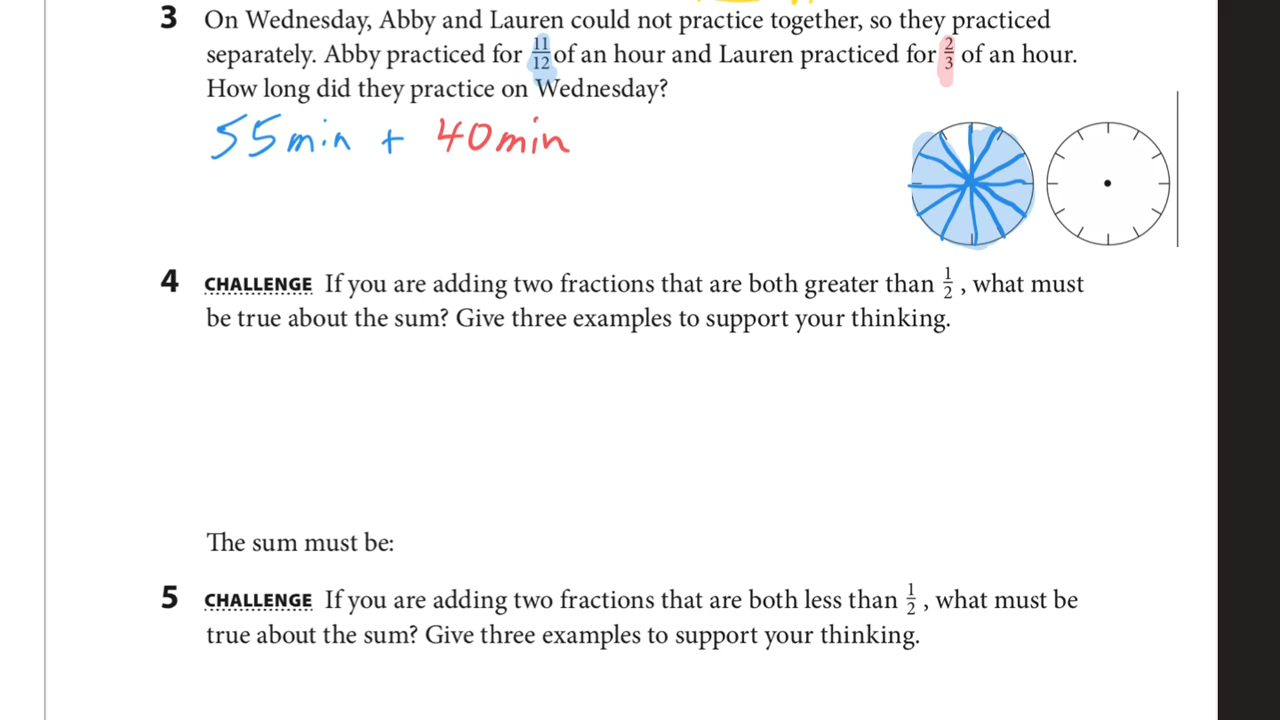 3 On Wednesday, Abby and Lauren could not practice together, so they practiced
separately. Abby practiced for 11/12 of an hour and Lauren practiced for 2/3 of an hour.
How long did they practice on Wednesday?
55min + 40min
4 CHALLENGE If you are adding two fractions that are both greater than 1/2 , what must
be true about the sum? Give three examples to support your thinking.
The sum must be:
5 CHALLENGE If you are adding two fractions that are both less than 1/2 , what must be
true about the sum? Give three examples to support your thinking.